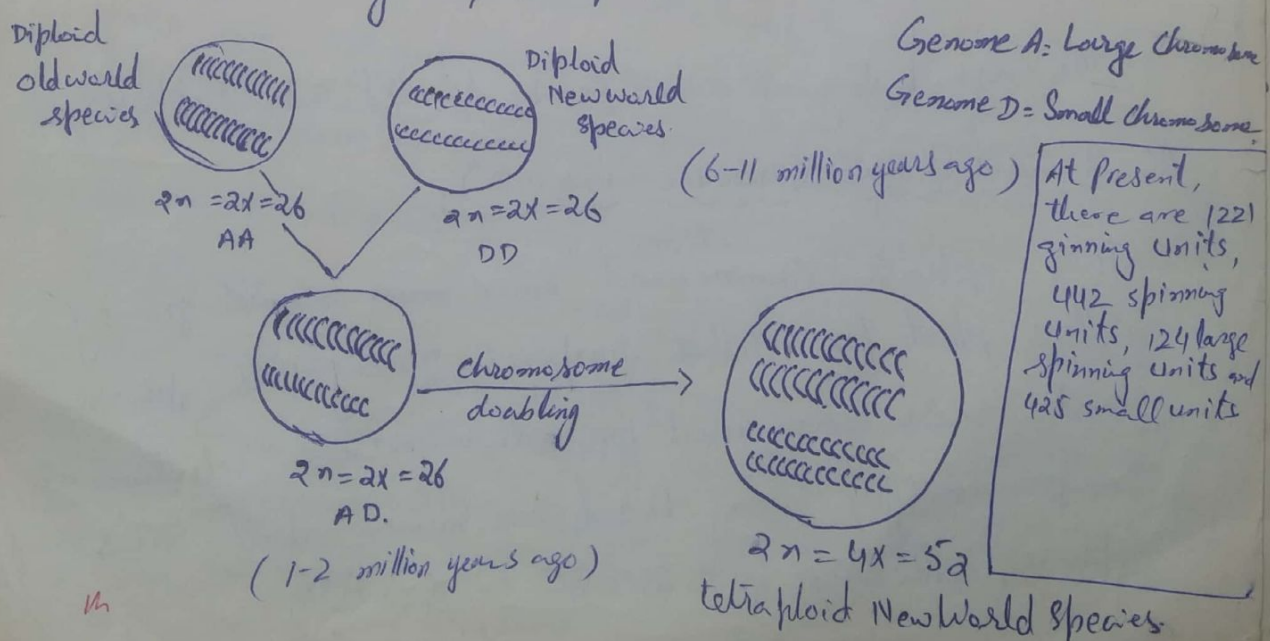 Diploid
old world
species
Diploid
New world
Species.
Genome A: Large Chromosome
Genome D = Small Chromosome.
(6-11 million years ago)
2n = 2x = 26
AA
2n = 2x = 26
DD
chromosome
doubling
2n = 2x = 26
AD.
(1-2 million years ago)
2n = 4x = 52
tetraploid New World Species.
At Present,
there are 1221
ginning units,
442 spinning
units, 124 large
spinning units and
425 small units